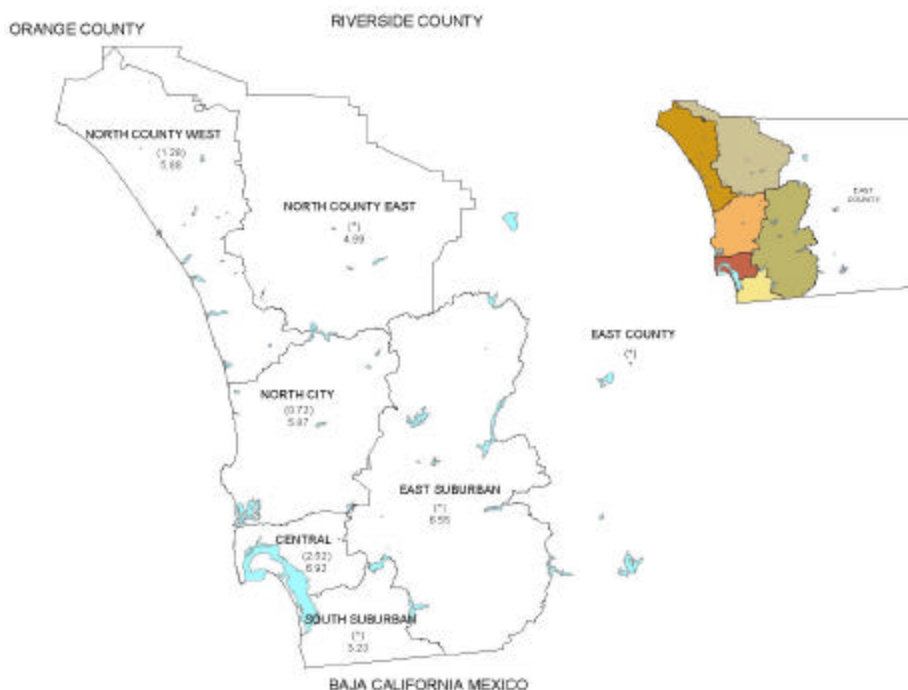 RIVERSIDE COUNTY
ORANGE COUNTY
NORTH COUNTY WEST
(1.28)
5.88
NORTH COUNTY EAST
(*)
4.99
EAST
COUNTY
EAST COUNTY
(*)
NORTH CITY
(0.72)
5.87
EAST SUBURBAN
(*)
6.55
CENTRAL
(2.52)
6.92
SOUTH SUBURBAN
(*)
5.23
BAJA CALIFORNIA MEXICO